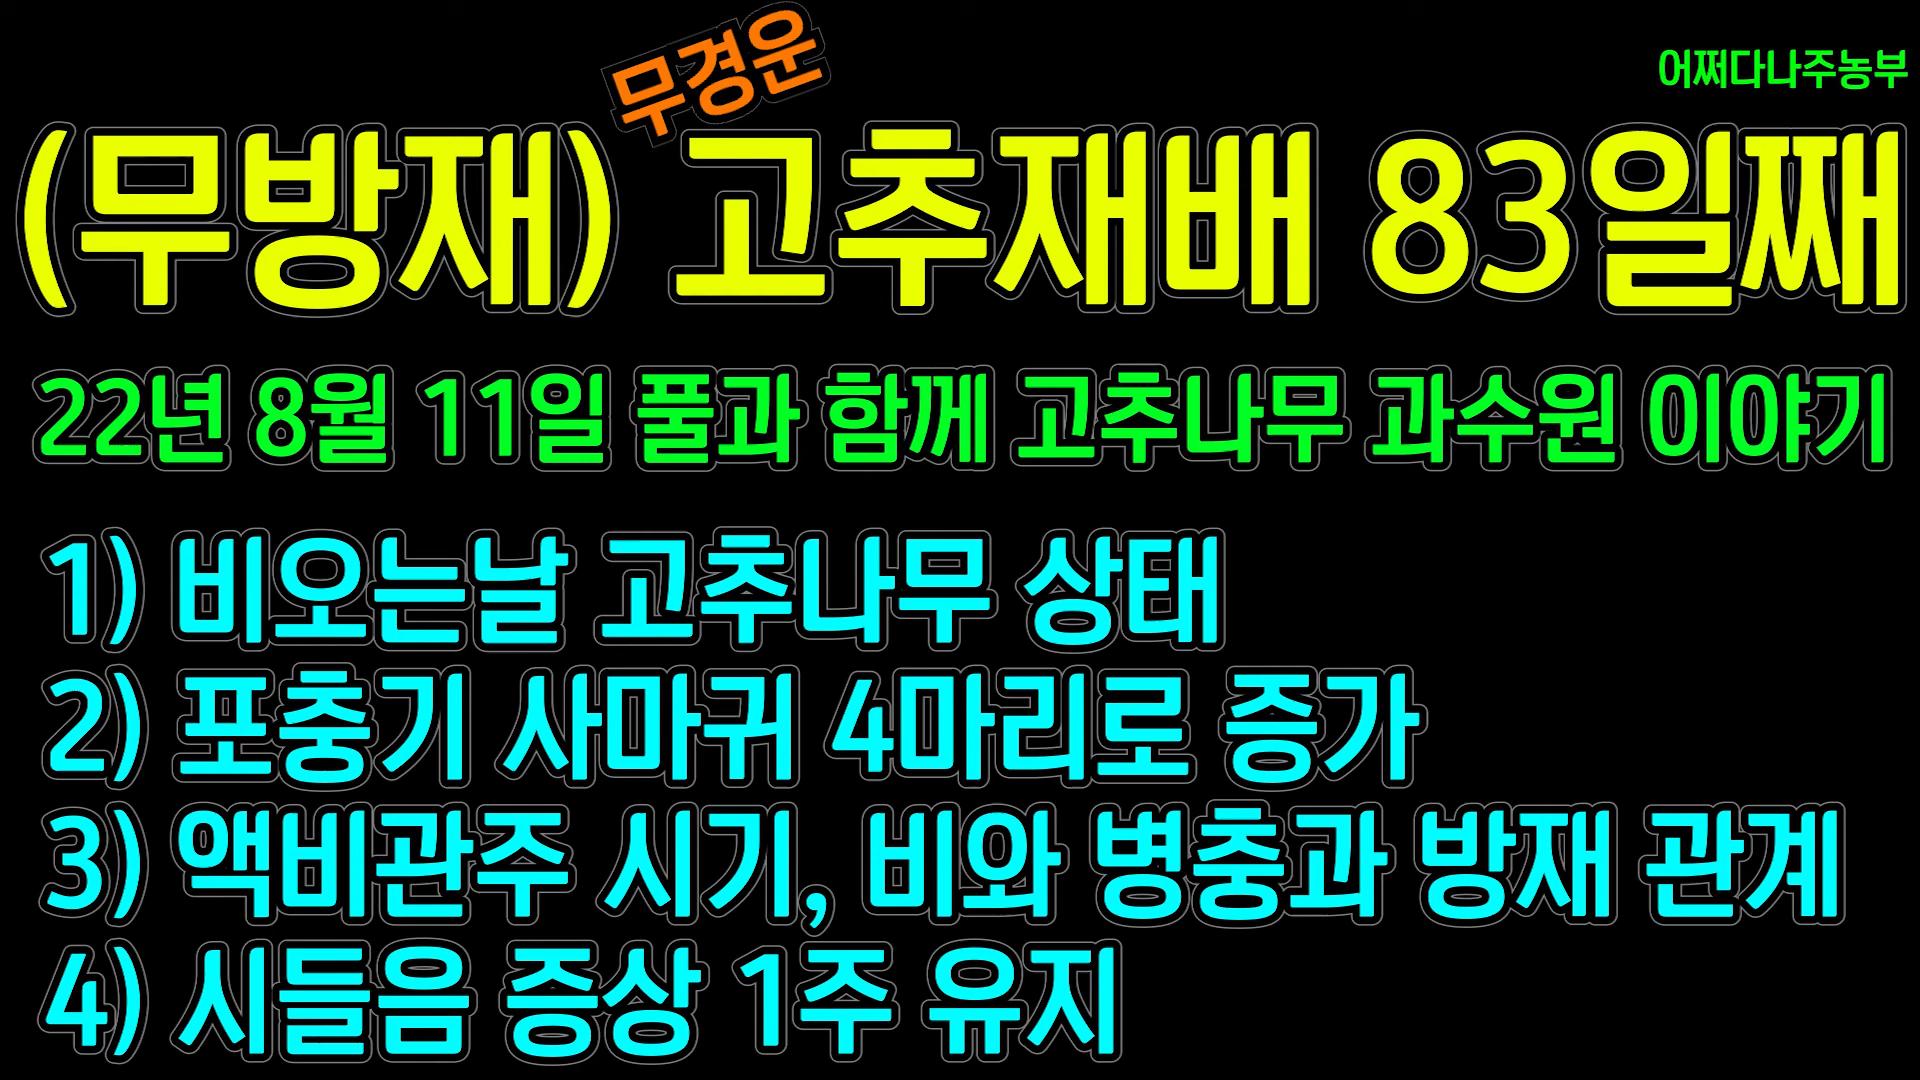 무경운
어쩌다나주농부
(무방재) 고추재배 83일째
22년 8월 11일 풀과 함께 고추나무 과수원 이야기
1) 비오는날 고추나무 상태
2) 포충기 사마귀 4마리로 증가
3) 액비관주 시기, 비와 병충과 방재 관계
4) 시들음 증상 1주 유지